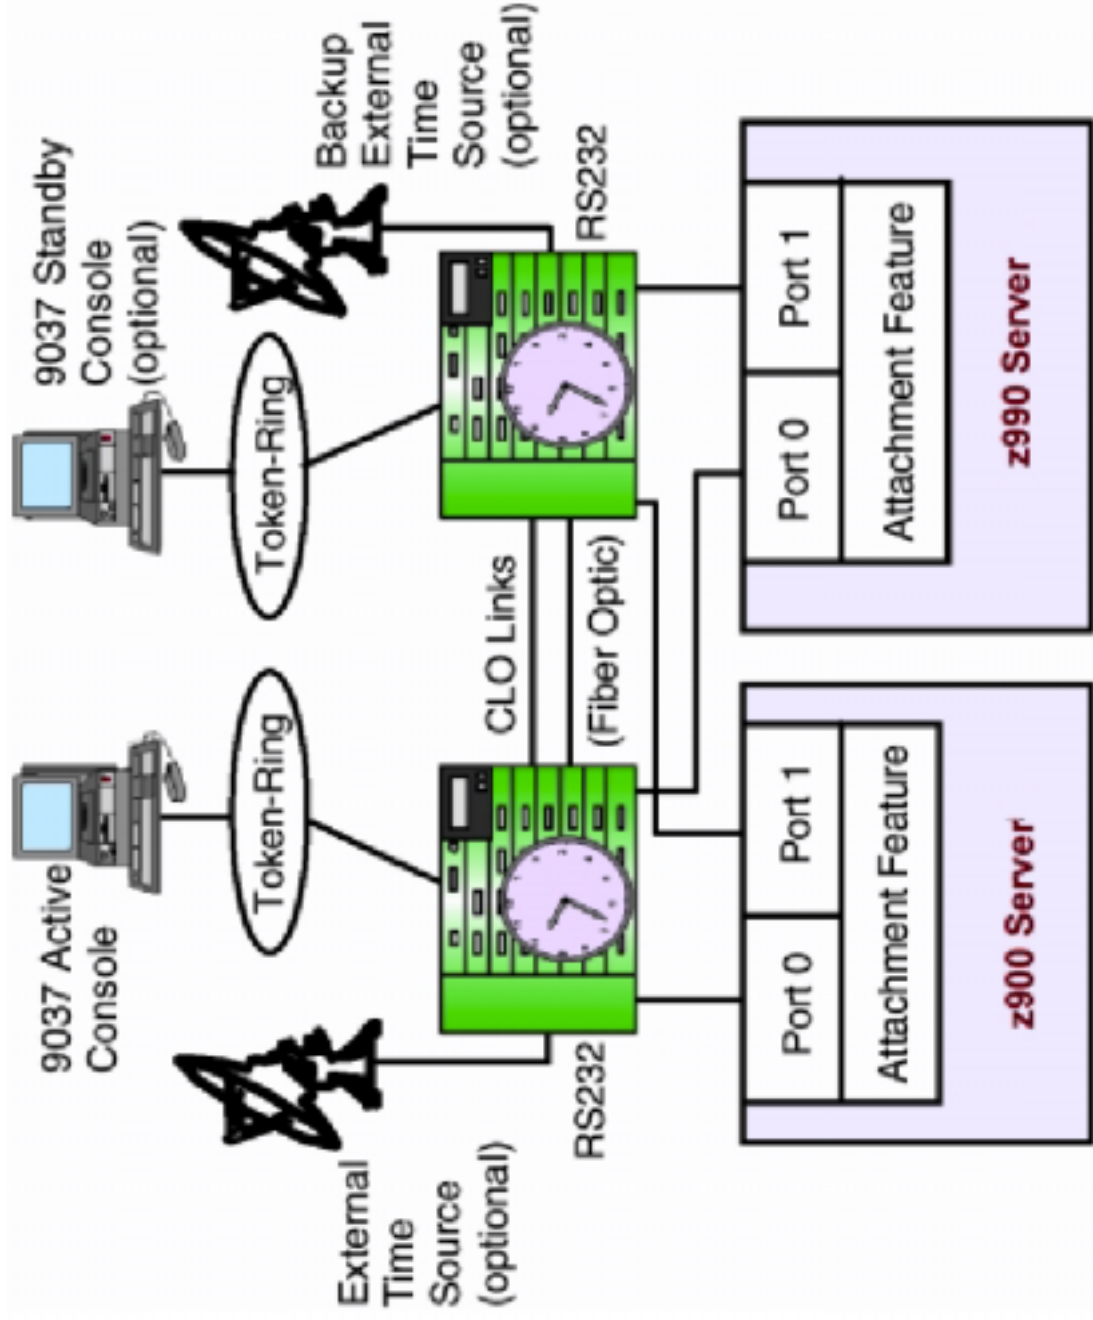 9037 Active
Console
9037 Standby
Console
(optional)
Token-Ring
Token-Ring
External
Time
Source
(optional)
Backup
External
Time
Source
(optional)
RS232
CLO Links
(Fiber Optic)
RS232
Port 0
Port 1
Attachment Feature
z900 Server
Port 0
Port 1
Attachment Feature
z990 Server